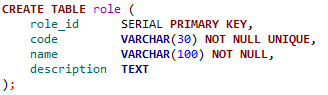 CREATE TABLE role (
    role_id     SERIAL PRIMARY KEY,
    code        VARCHAR(30) NOT NULL UNIQUE,
    name        VARCHAR(100) NOT NULL,
    description TEXT
);